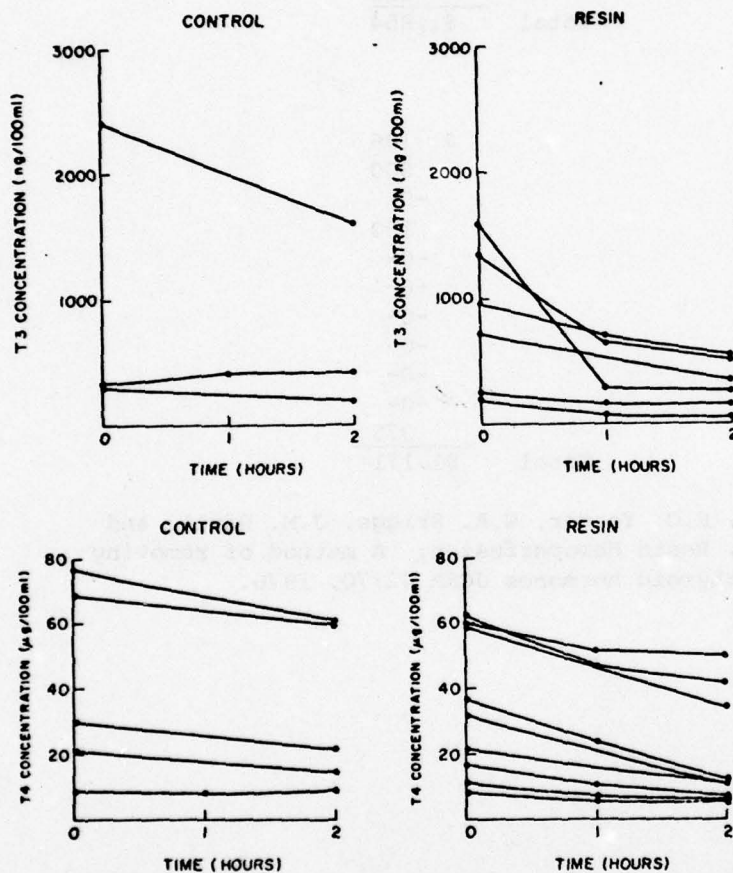 CONTROL
3000
2000
1000
0
1
2
T3 CONCENTRATION (ng/100ml)
TIME (HOURS)
RESIN
3000
2000
1000
0
1
2
T3 CONCENTRATION (ng/100ml)
TIME (HOURS)
CONTROL
80
60
40
20
0
1
2
T4 CONCENTRATION (µg/100ml)
TIME (HOURS)
RESIN
80
60
40
20
0
1
2
T4 CONCENTRATION (µg/100ml)
TIME (HOURS)